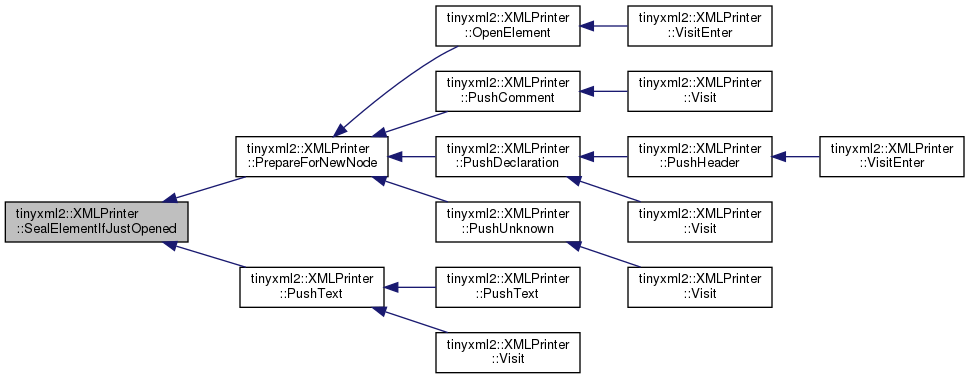 tinyxml2::XMLPrinter
::OpenElement
tinyxml2::XMLPrinter
::VisitEnter
tinyxml2::XMLPrinter
::PushComment
tinyxml2::XMLPrinter
::Visit
tinyxml2::XMLPrinter
::PrepareForNewNode
tinyxml2::XMLPrinter
::PushDeclaration
tinyxml2::XMLPrinter
::PushHeader
tinyxml2::XMLPrinter
::VisitEnter
tinyxml2::XMLPrinter
::SealElementIfJustOpened
tinyxml2::XMLPrinter
::PushUnknown
tinyxml2::XMLPrinter
::Visit
tinyxml2::XMLPrinter
::PushText
tinyxml2::XMLPrinter
::PushText
tinyxml2::XMLPrinter
::Visit
tinyxml2::XMLPrinter
::Visit